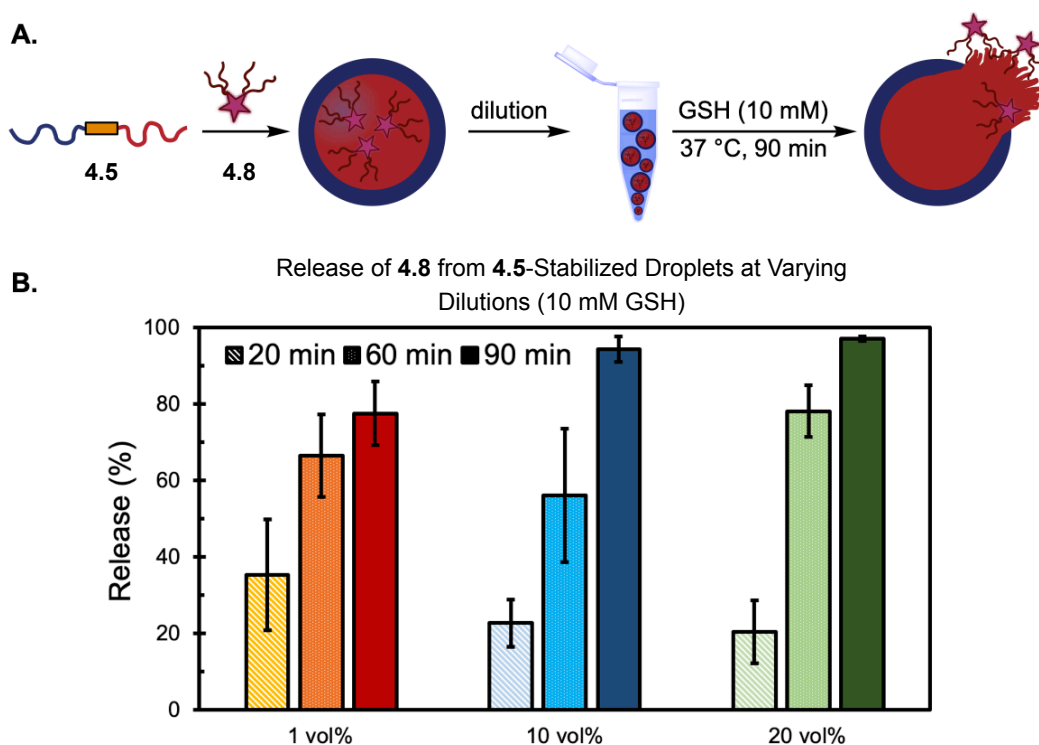 A.
4.5
4.8
dilution
GSH (10 mM)
37 °C, 90 min
B.
Release of 4.8 from 4.5-Stabilized Droplets at Varying
Dilutions (10 mM GSH)
Release (%)
100
80
60
40
20
0
20 min 60 min 90 min
1 vol% 10 vol% 20 vol%